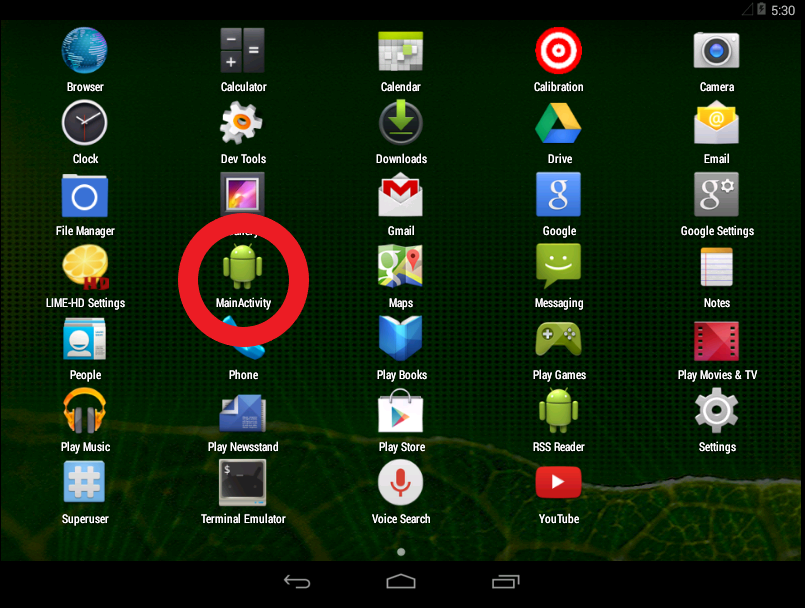 5:30
Browser
Calculator
Calendar
Calibration
Camera
Clock
Dev Tools
Downloads
Drive
Email
File Manager
Gmail
Google
Google Settings
LIME-HD Settings
MainActivity
Maps
Messaging
Notes
People
Phone
Play Books
Play Games
Play Movies & TV
Play Music
Play Newsstand
Play Store
RSS Reader
Settings
Superuser
Terminal Emulator
Voice Search
YouTube